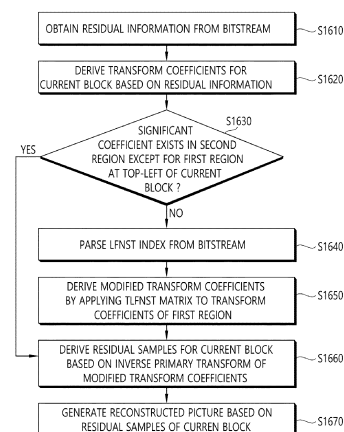 OBTAIN RESIDUAL INFORMATION FROM BITSTREAM
S1610
DERIVE TRANSFORM COEFFICIENTS FOR
CURRENT BLOCK BASED ON RESIDUAL INFORMATION
S1620
S1630
SIGNIFICANT
COEFFICIENT EXISTS IN SECOND
REGION EXCEPT FOR FIRST REGION
AT TOP-LEFT OF CURRENT
BLOCK ?
YES
NO
PARSE LFNST INDEX FROM BITSTREAM
S1640
DERIVE MODIFIED TRANSFORM COEFFICIENTS
BY APPLYING TLFNST MATRIX TO TRANSFORM
COEFFICIENTS OF FIRST REGION
S1650
DERIVE RESIDUAL SAMPLES FOR CURRENT BLOCK
BASED ON INVERSE PRIMARY TRANSFORM OF
MODIFIED TRANSFORM COEFFICIENTS
S1660
GENERATE RECONSTRUCTED PICTURE BASED ON
RESIDUAL SAMPLES OF CURREN BLOCK
S1670